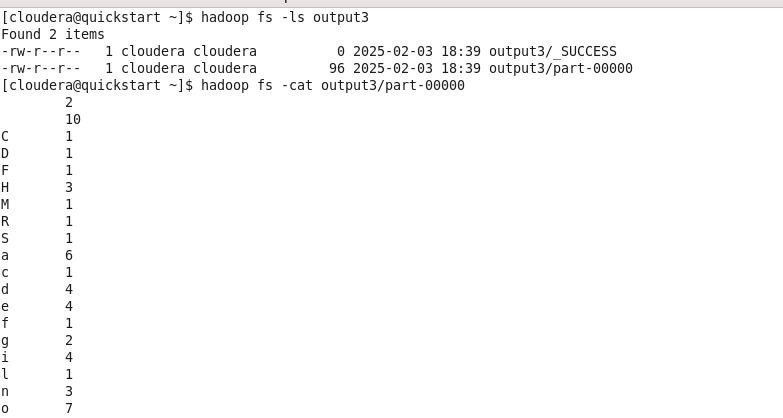 [cloudera@quickstart ~]$ hadoop fs -ls output3
Found 2 items
-rw-r--r--   1 cloudera cloudera          0 2025-02-03 18:39 output3/_SUCCESS
-rw-r--r--   1 cloudera cloudera         96 2025-02-03 18:39 output3/part-00000
[cloudera@quickstart ~]$ hadoop fs -cat output3/part-00000
        2
        10
C       1
D       1
F       1
H       3
M       1
R       1
S       1
a       6
c       1
d       4
e       4
f       1
g       2
i       4
l       1
n       3
o       7